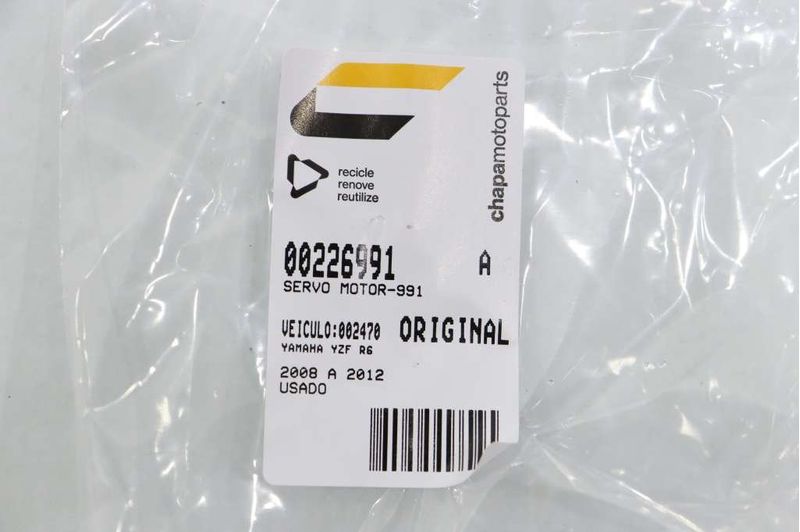 chapamotoparts
recicle
renove
reutilize
00226991 A
SERVO MOTOR-991
VEICULO:002470 ORIGINAL
YAMAHA YZF R6
2008 A 2012
USADO